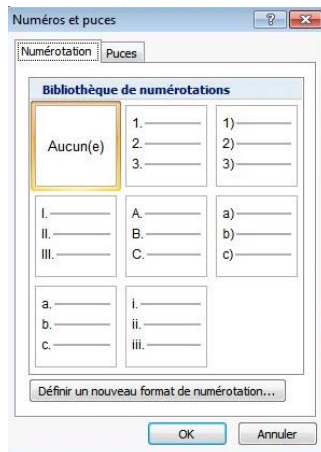 Numéros et puces
Numérotation Puces
Bibliothèque de numérotations
Aucun(e)
1.
2.
3.
1)
2)
3)
I.
II.
III.
A.
B.
C.
a)
b)
c)
a.
b.
c.
i.
ii.
iii.
Définir un nouveau format de numérotation...
OK Annuler